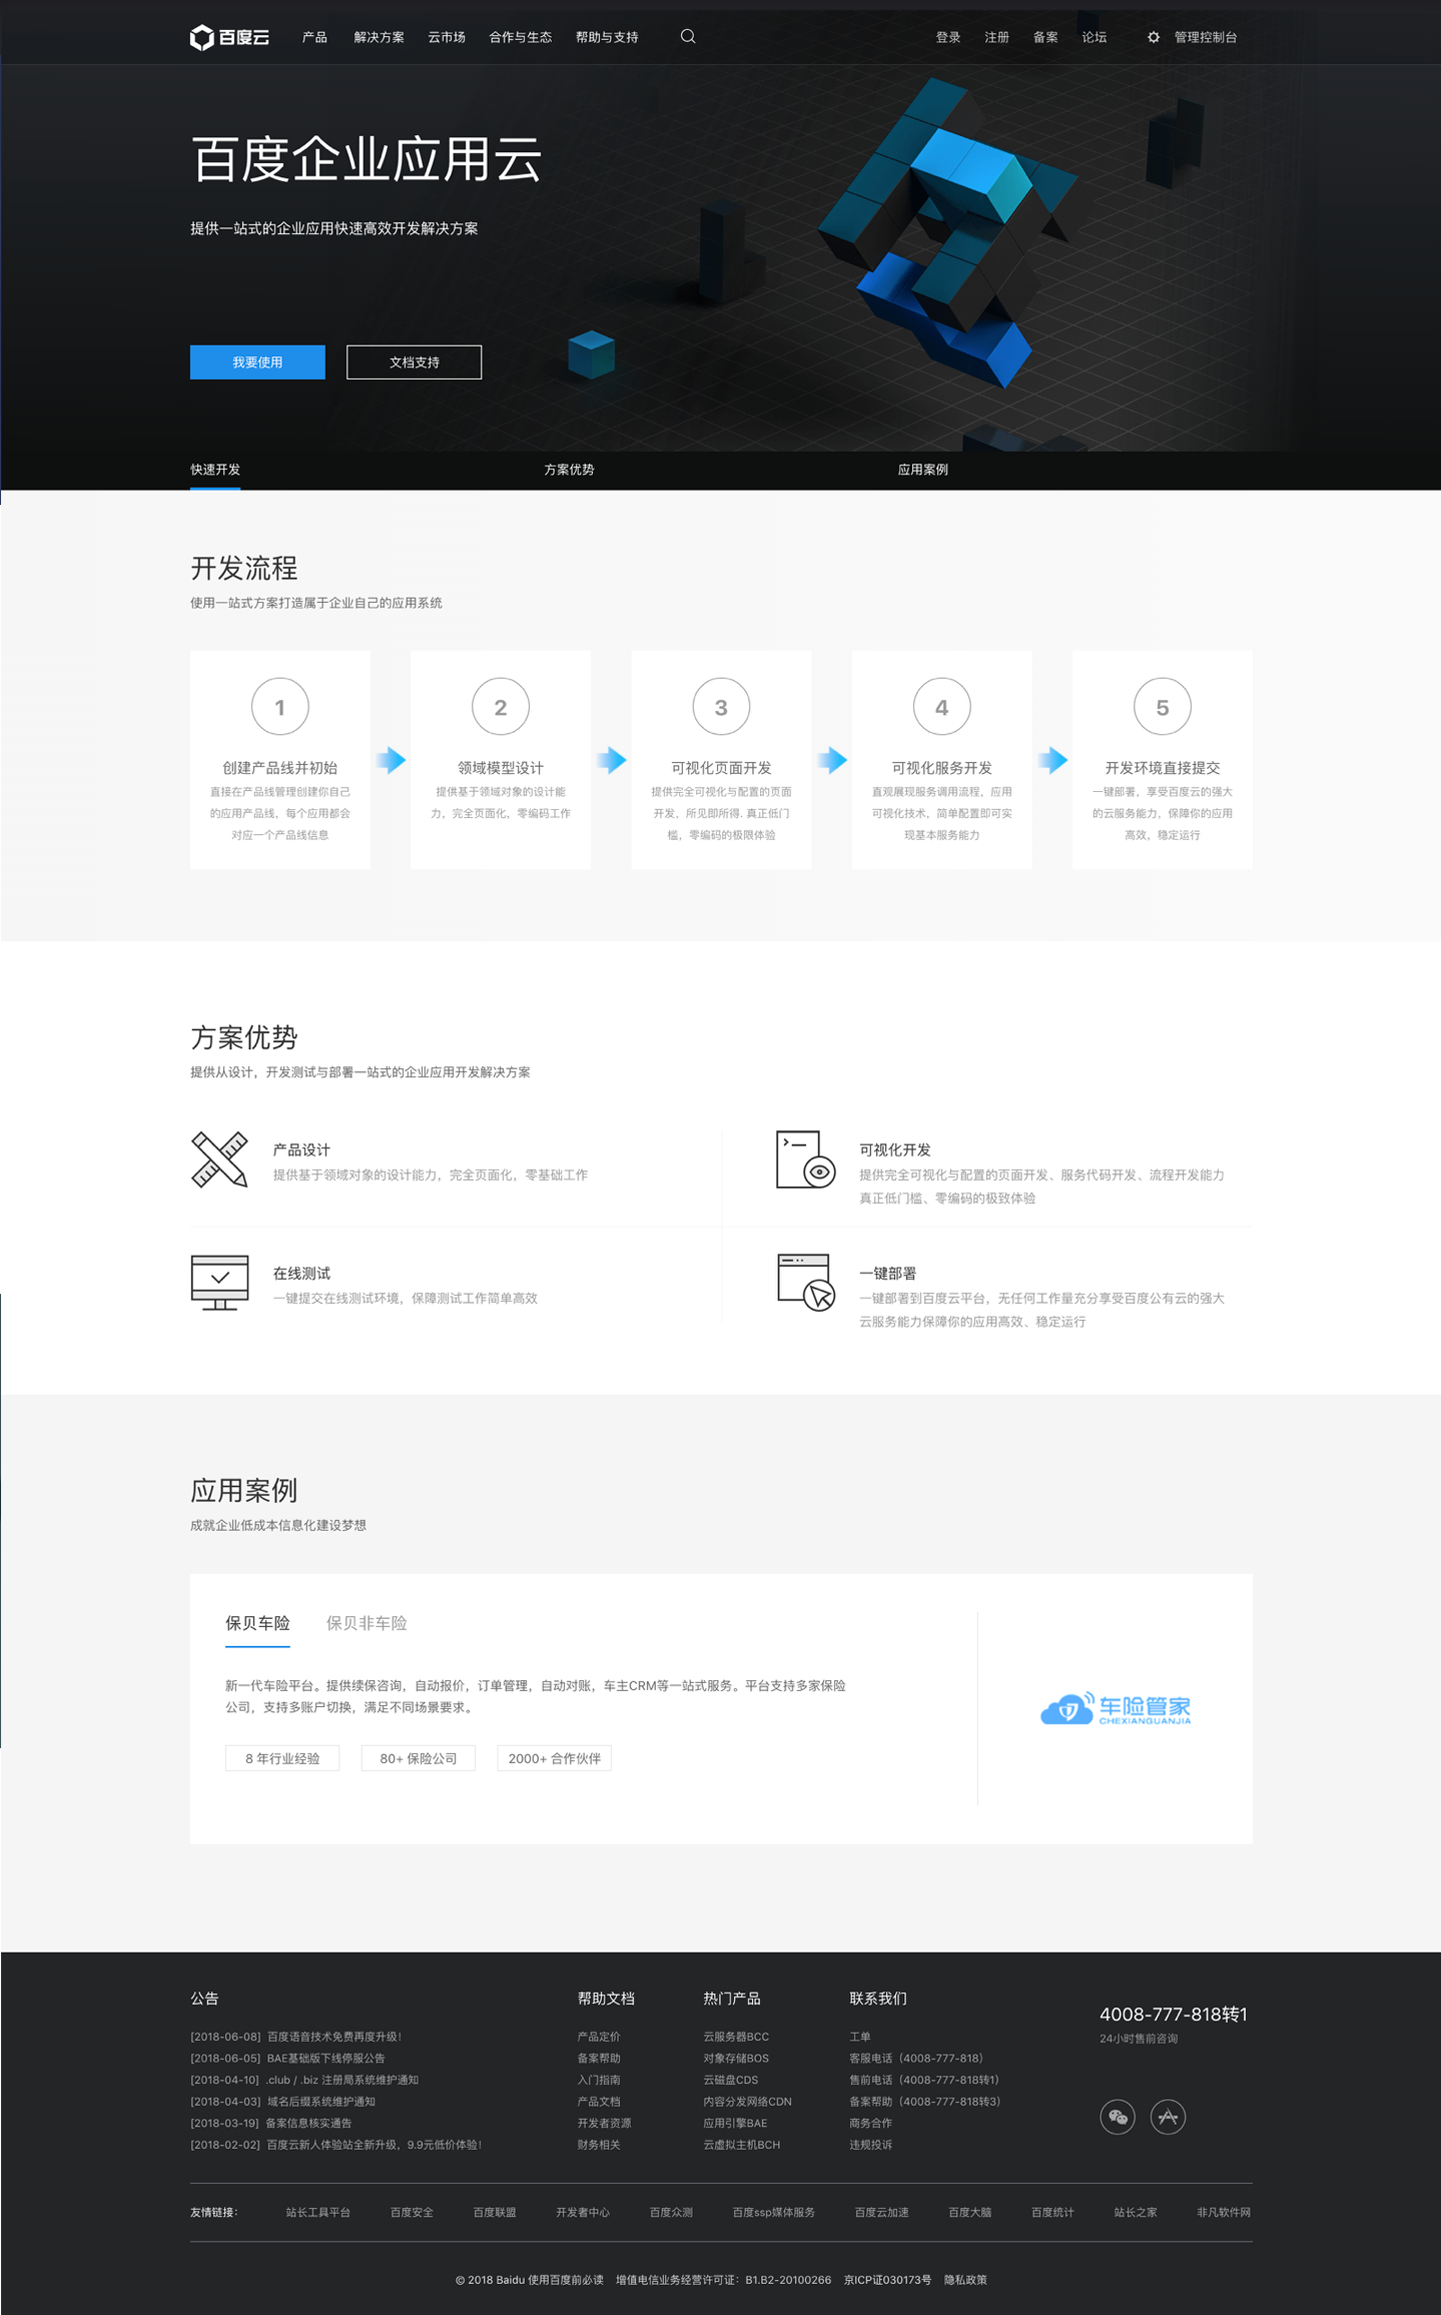 百度云
产品 解决方案 云市场 合作与生态 帮助与支持
登录 注册 备案 论坛 管理控制台
百度企业应用云
提供一站式的企业应用快速高效开发解决方案
我要使用 文档支持
快速开发 方案优势 应用案例
开发流程
使用一站式方案打造属于企业自己的应用系统
1
创建产品线并初始
直接在产品线管理创建你自己
的应用产品线，每个应用都会
对应一个产品线信息
2
领域模型设计
提供基于领域对象的设计能
力，完全页面化，零编码工作
3
可视化页面开发
提供完全可视化与配置的页面
开发，所见即所得. 真正低门
槛，零编码的极限体验
4
可视化服务开发
直观展现服务调用流程，应用
可视化技术，简单配置即可实
现基本服务能力
5
开发环境直接提交
一键部署，享受百度云的强大
的云服务能力，保障你的应用
高效，稳定运行
方案优势
提供从设计，开发测试与部署一站式的企业应用开发解决方案
产品设计
提供基于领域对象的设计能力，完全页面化，零基础工作
可视化开发
提供完全可视化与配置的页面开发、服务代码开发、流程开发能力
真正低门槛、零编码的极致体验
在线测试
一键提交在线测试环境，保障测试工作简单高效
一键部署
一键部署到百度云平台，无任何工作量充分享受百度公有云的强大
云服务能力保障你的应用高效、稳定运行
应用案例
成就企业低成本信息化建设梦想
保贝车险 保贝非车险
新一代车险平台。提供续保咨询，自动报价，订单管理，自动对账，车主CRM等一站式服务。平台支持多家保险
公司，支持多账户切换，满足不同场景要求。
8 年行业经验 80+ 保险公司 2000+ 合作伙伴
车险管家
CHEXIANGUANJIA
公告
[2018-06-08] 百度语音技术免费再度升级！
[2018-06-05] BAE基础版下线停服公告
[2018-04-10] .club / .biz 注册局系统维护通知
[2018-04-03] 域名后缀系统维护通知
[2018-03-19] 备案信息核实通告
[2018-02-02] 百度云新人体验站全新升级，9.9元低价体验！
帮助文档
产品定价
备案帮助
入门指南
产品文档
开发者资源
财务相关
热门产品
云服务器BCC
对象存储BOS
云磁盘CDS
内容分发网络CDN
应用引擎BAE
云虚拟主机BCH
联系我们
工单
客服电话（4008-777-818）
售前电话（4008-777-818转1）
备案帮助（4008-777-818转3）
商务合作
违规投诉
4008-777-818转1
24小时售前咨询
友情链接： 站长工具平台 百度安全 百度联盟 开发者中心 百度众测 百度ssp媒体服务 百度云加速 百度大脑 百度统计 站长之家 非凡软件网
© 2018 Baidu 使用百度前必读 增值电信业务经营许可证：B1.B2-20100266 京ICP证030173号 隐私政策